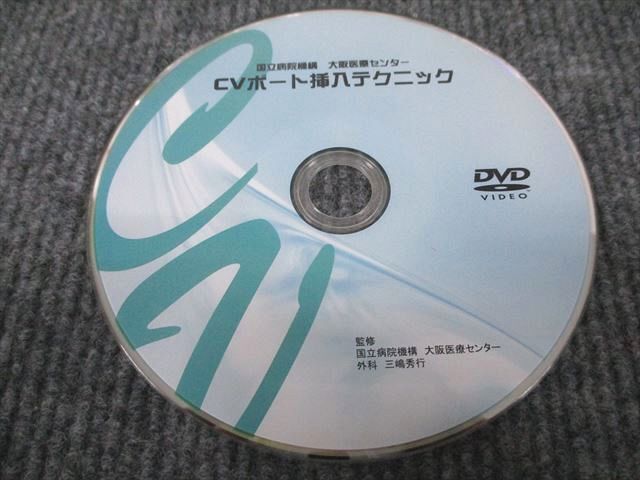 国立病院機構 大阪医療センター
CVポート挿入テクニック
DVD
VIDEO
監修
国立病院機構 大阪医療センター
外科 三嶋秀行